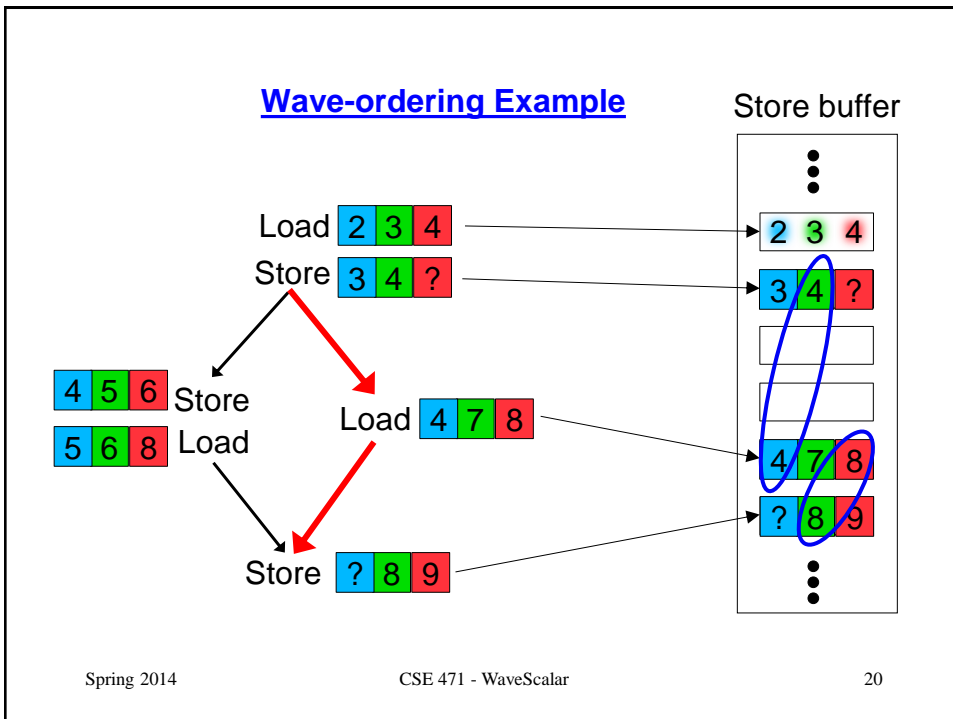 Wave-ordering Example
Store buffer
Load 2 3 4
2 3 4
Store 3 4 ?
3 4 ?
4 5 6 Store
5 6 8 Load
Load 4 7 8
4 7 8
? 8 9
Store ? 8 9
Spring 2014
CSE 471 - WaveScalar
20